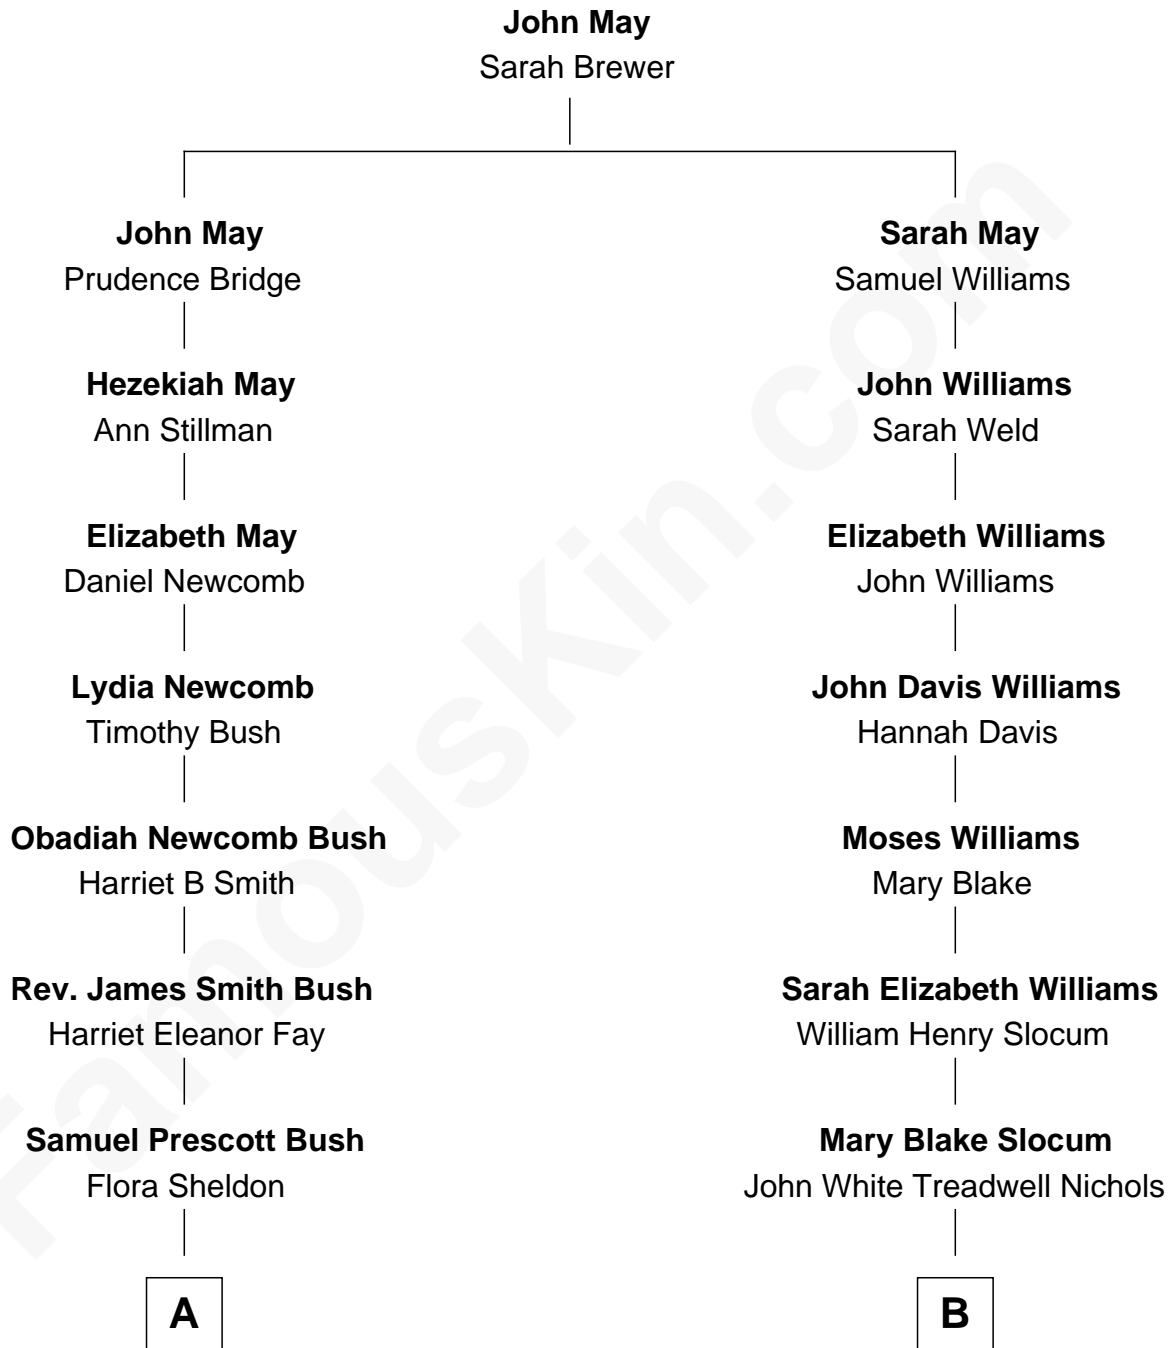 John May
Sarah Brewer
John May
Prudence Bridge
Sarah May
Samuel Williams
Hezekiah May
Ann Stillman
John Williams
Sarah Weld
Elizabeth May
Daniel Newcomb
Elizabeth Williams
John Williams
Lydia Newcomb
Timothy Bush
John Davis Williams
Hannah Davis
Obadiah Newcomb Bush
Harriet B Smith
Moses Williams
Mary Blake
Rev. James Smith Bush
Harriet Eleanor Fay
Sarah Elizabeth Williams
William Henry Slocum
Samuel Prescott Bush
Flora Sheldon
Mary Blake Slocum
John White Treadwell Nichols
A
B
FamousKin.com